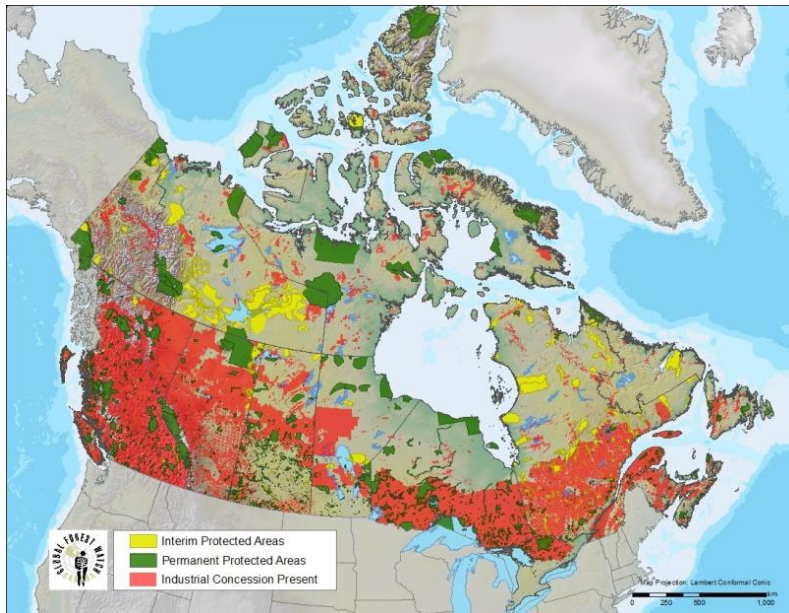 GLOBAL FOREST WATCH
CANADA
Interim Protected Areas
Permanent Protected Areas
Industrial Concession Present
Map Projection: Lambert Conformal Conic
km
0 250 500 1,000